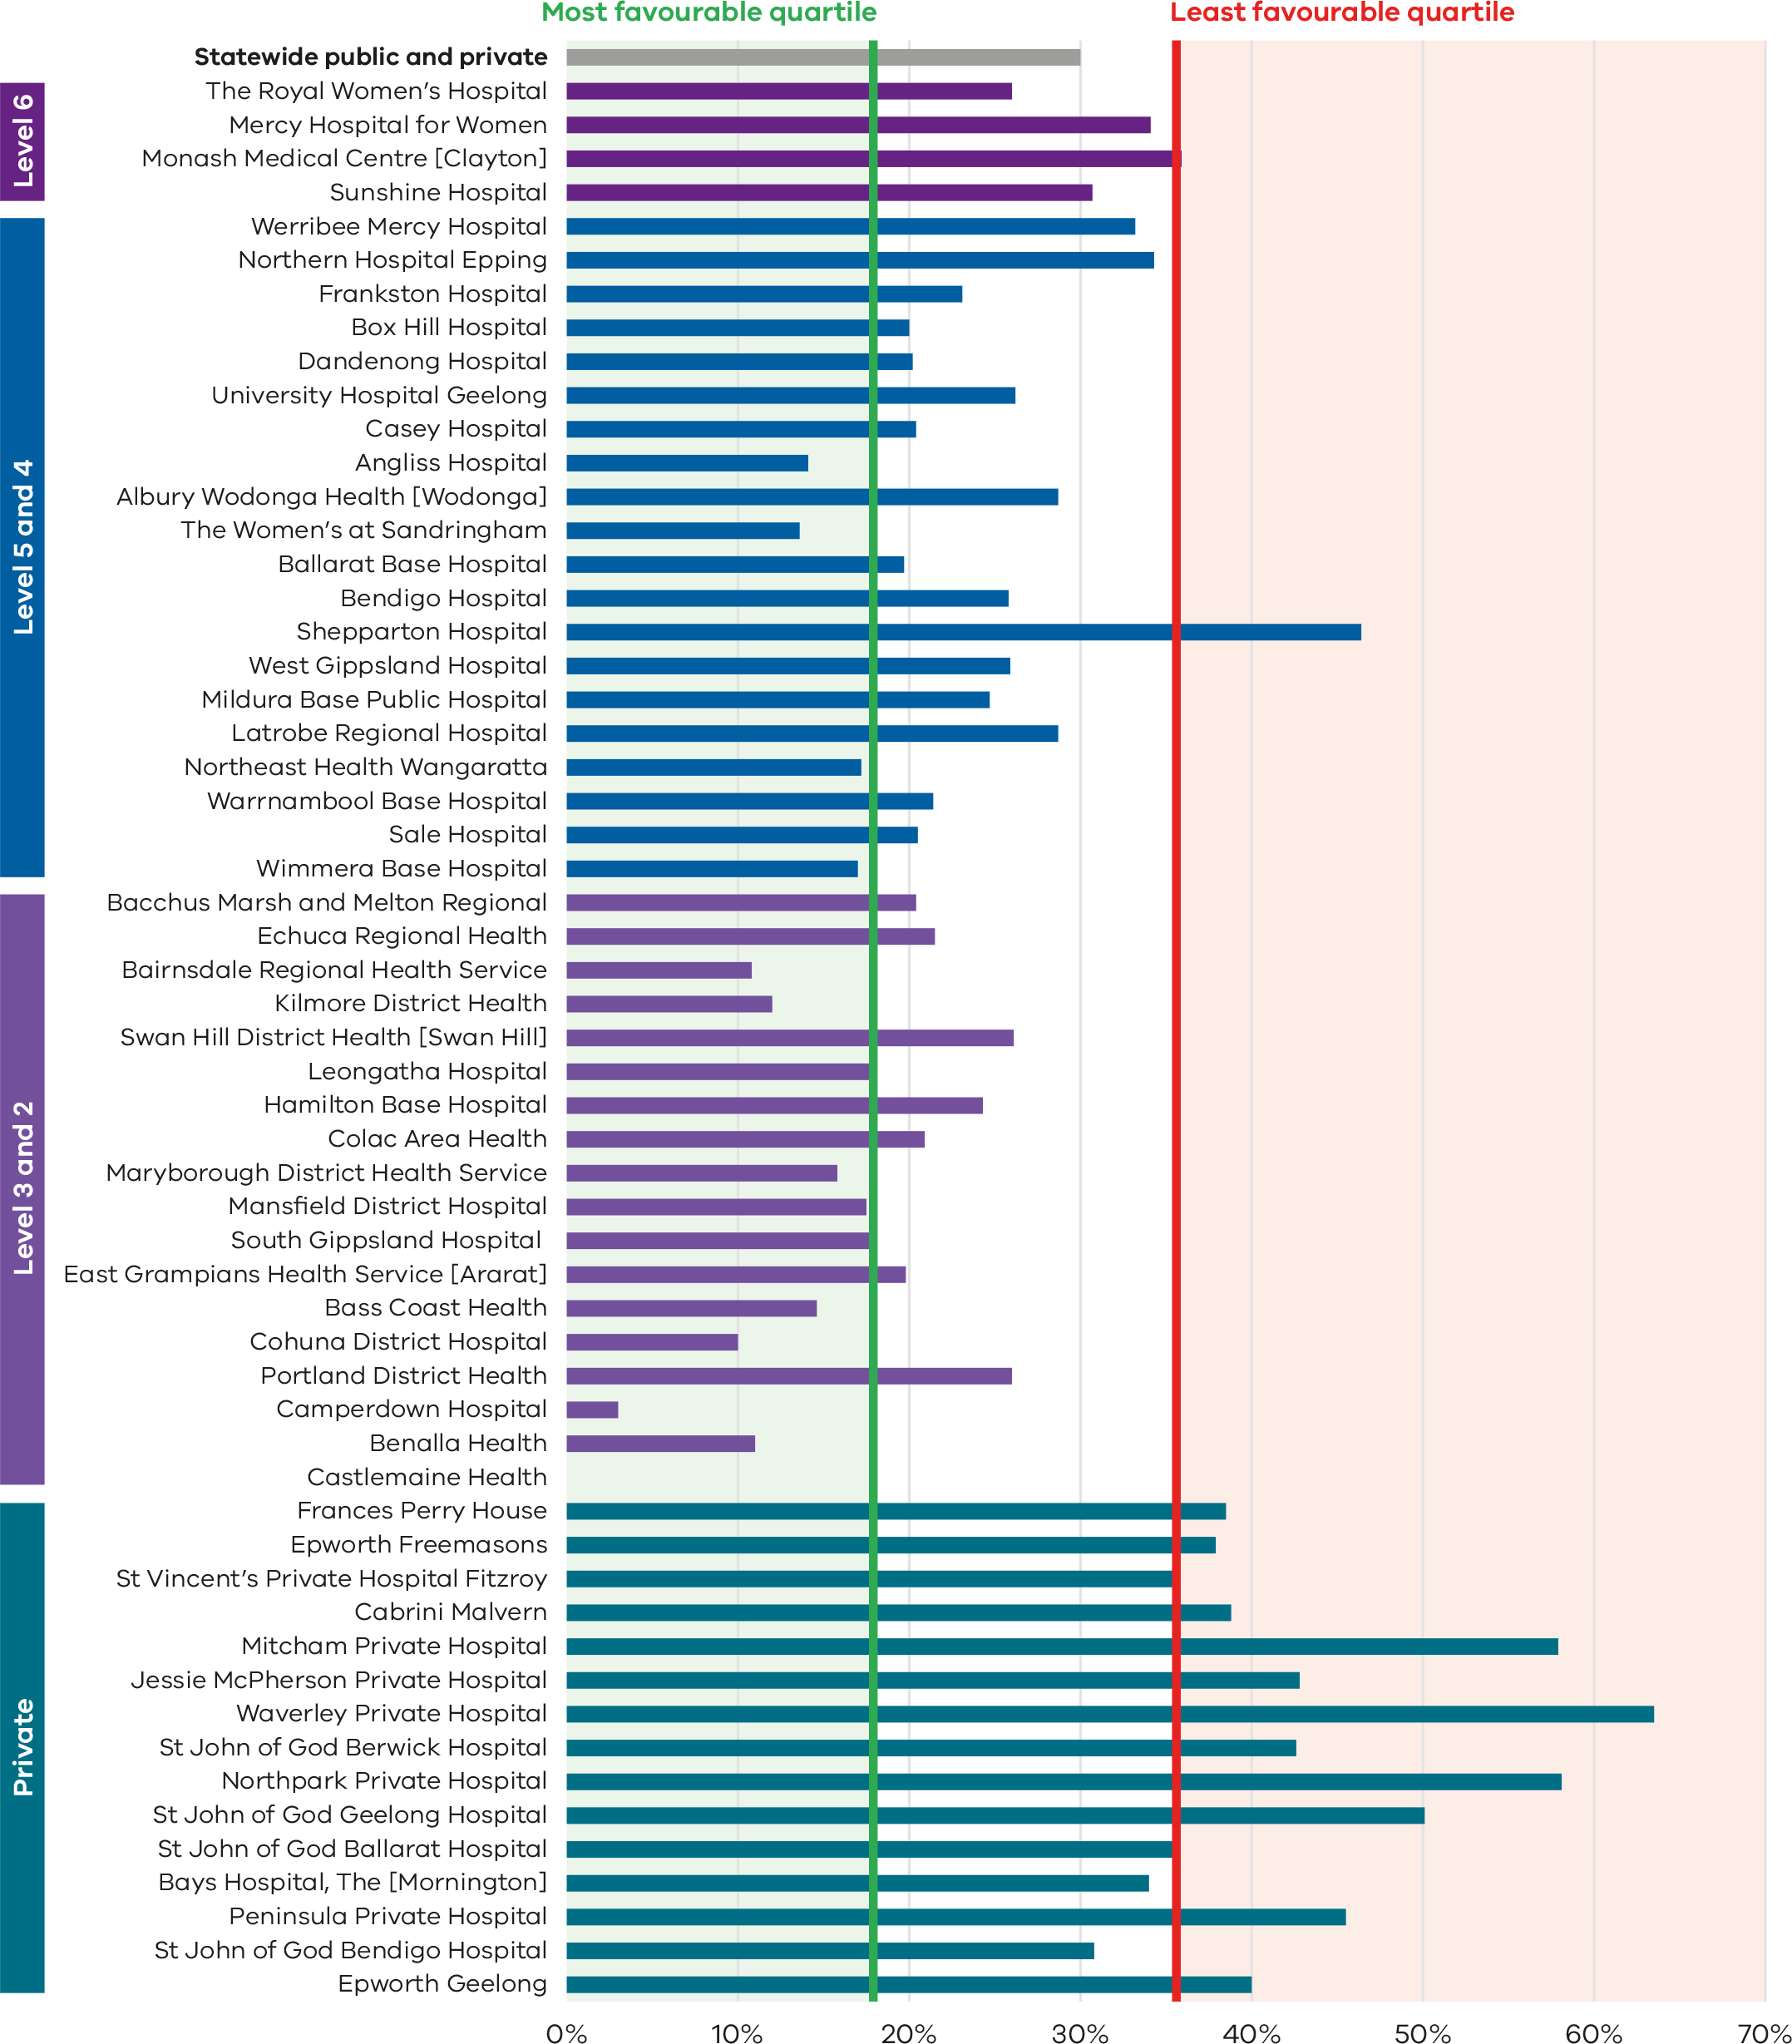 Most favourable quartile
Least favourable quartile
Statewide public and private
Level 6
The Royal Women’s Hospital
Mercy Hospital for Women
Monash Medical Centre [Clayton]
Sunshine Hospital
Level 5 and 4
Werribee Mercy Hospital
Northern Hospital Epping
Frankston Hospital
Box Hill Hospital
Dandenong Hospital
University Hospital Geelong
Casey Hospital
Angliss Hospital
Albury Wodonga Health [Wodonga]
The Women’s at Sandringham
Ballarat Base Hospital
Bendigo Hospital
Shepparton Hospital
West Gippsland Hospital
Mildura Base Public Hospital
Latrobe Regional Hospital
Northeast Health Wangaratta
Warrnambool Base Hospital
Sale Hospital
Wimmera Base Hospital
Level 3 and 2
Bacchus Marsh and Melton Regional
Echuca Regional Health
Bairnsdale Regional Health Service
Kilmore District Health
Swan Hill District Health [Swan Hill]
Leongatha Hospital
Hamilton Base Hospital
Colac Area Health
Maryborough District Health Service
Mansfield District Hospital
South Gippsland Hospital
East Grampians Health Service [Ararat]
Bass Coast Health
Cohuna District Hospital
Portland District Health
Camperdown Hospital
Benalla Health
Castlemaine Health
Private
Frances Perry House
Epworth Freemasons
St Vincent’s Private Hospital Fitzroy
Cabrini Malvern
Mitcham Private Hospital
Jessie McPherson Private Hospital
Waverley Private Hospital
St John of God Berwick Hospital
Northpark Private Hospital
St John of God Geelong Hospital
St John of God Ballarat Hospital
Bays Hospital, The [Mornington]
Peninsula Private Hospital
St John of God Bendigo Hospital
Epworth Geelong
0% 10% 20% 30% 40% 50% 60% 70%